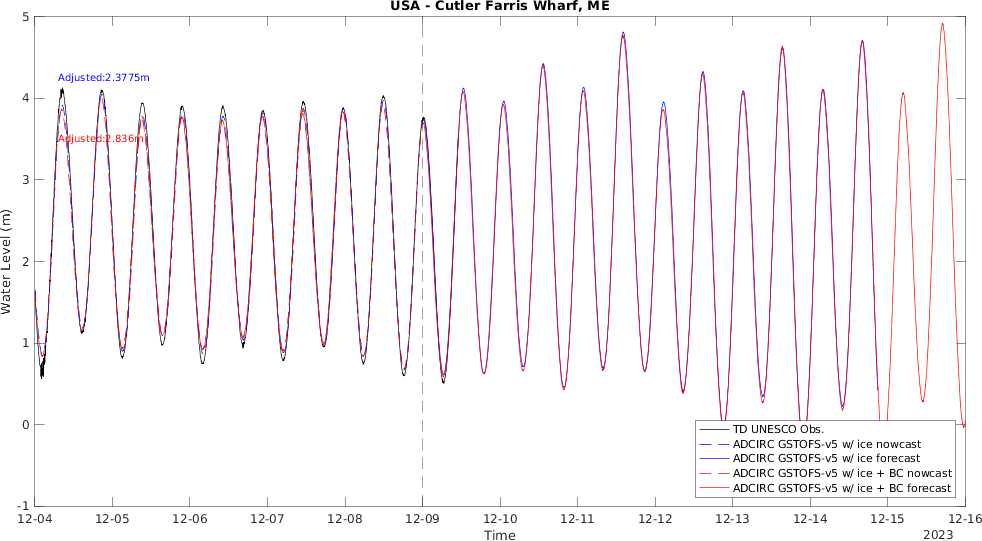 USA - Cutler Farris Wharf, ME
5
4
3
2
1
0
-1
Water Level (m)
Adjusted:2.3775m
Adjusted:2.836m
TD UNESCO Obs.
ADCIRC GSTOFS-v5 w/ ice nowcast
ADCIRC GSTOFS-v5 w/ ice forecast
ADCIRC GSTOFS-v5 w/ ice + BC nowcast
ADCIRC GSTOFS-v5 w/ ice + BC forecast
12-04 12-05 12-06 12-07 12-08 12-09 12-10 12-11 12-12 12-13 12-14 12-15 12-16
Time
2023